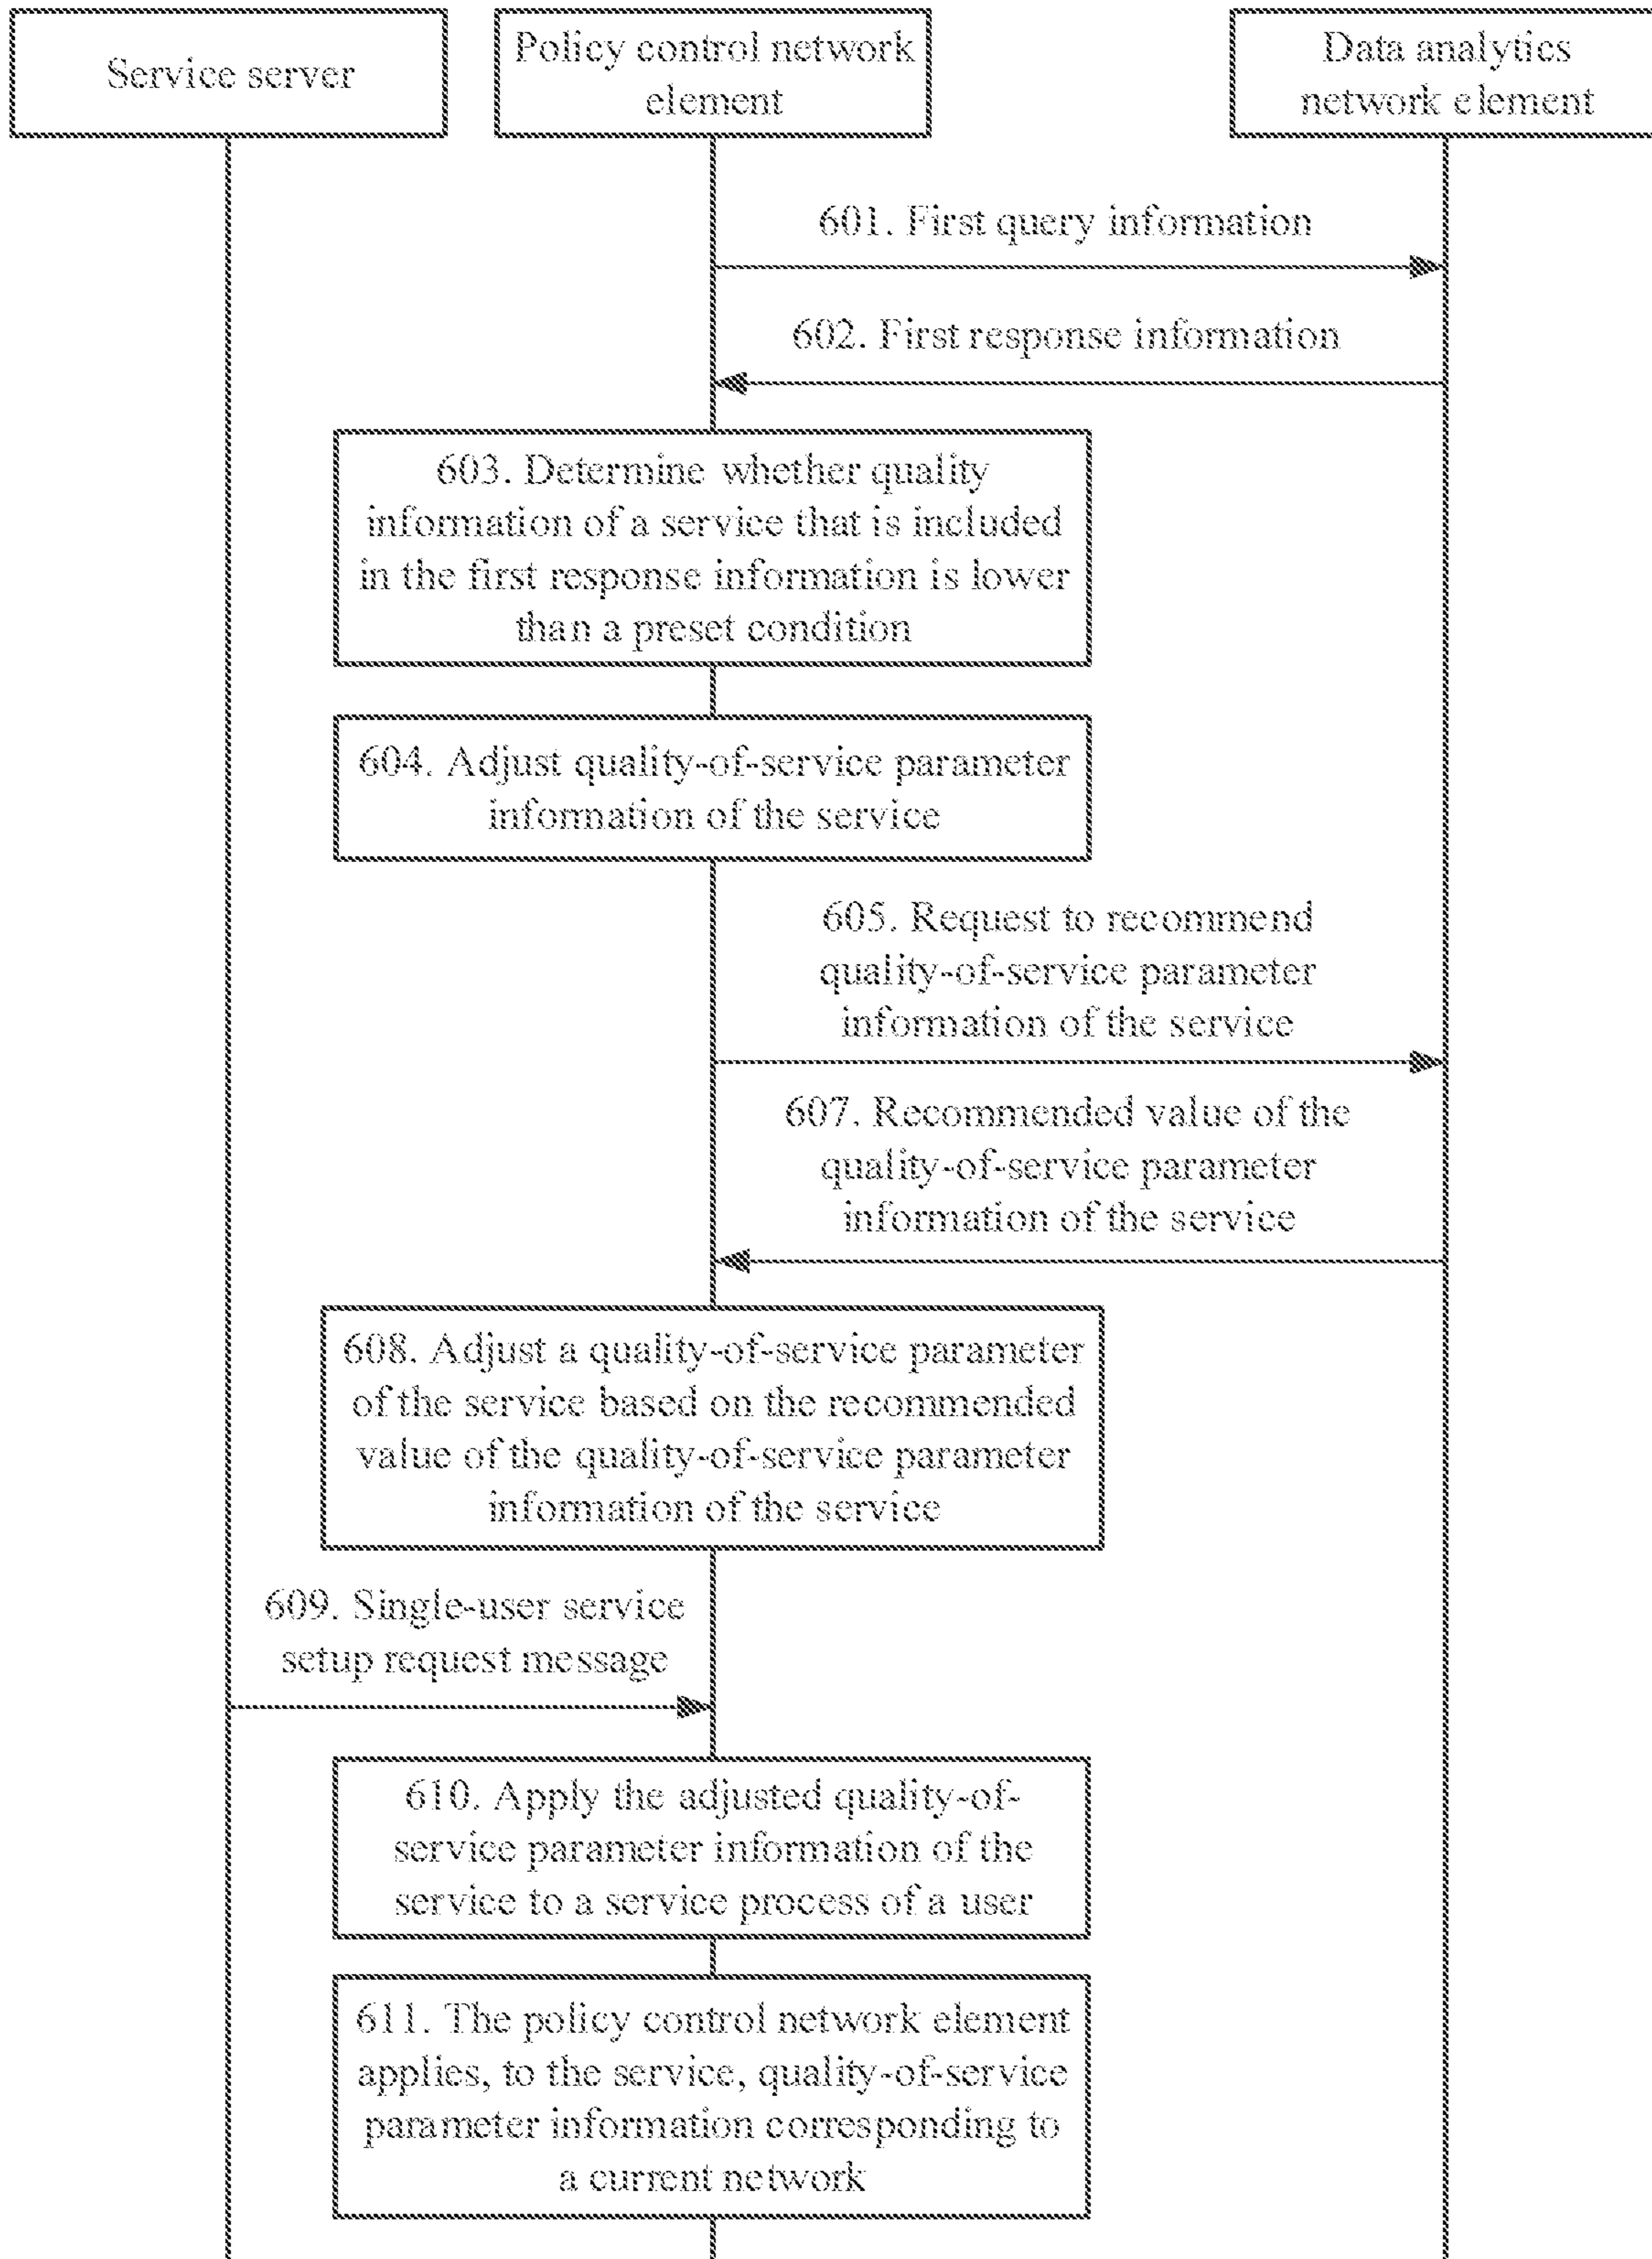 Service server
Policy control network
element
Data analytics
network element
601. First query information
602. First response information
603. Determine whether quality
information of a service that is included
in the first response information is lower
than a preset condition
604. Adjust quality-of-service parameter
information of the service
605. Request to recommend
quality-of-service parameter
information of the service
607. Recommended value of the
quality-of-service parameter
information of the service
608. Adjust a quality-of-service parameter
of the service based on the recommended
value of the quality-of-service parameter
information of the service
609. Single-user service
setup request message
610. Apply the adjusted quality-of-
service parameter information of the
service to a service process of a user
611. The policy control network element
applies, to the service, quality-of-service
parameter information corresponding to
a current network